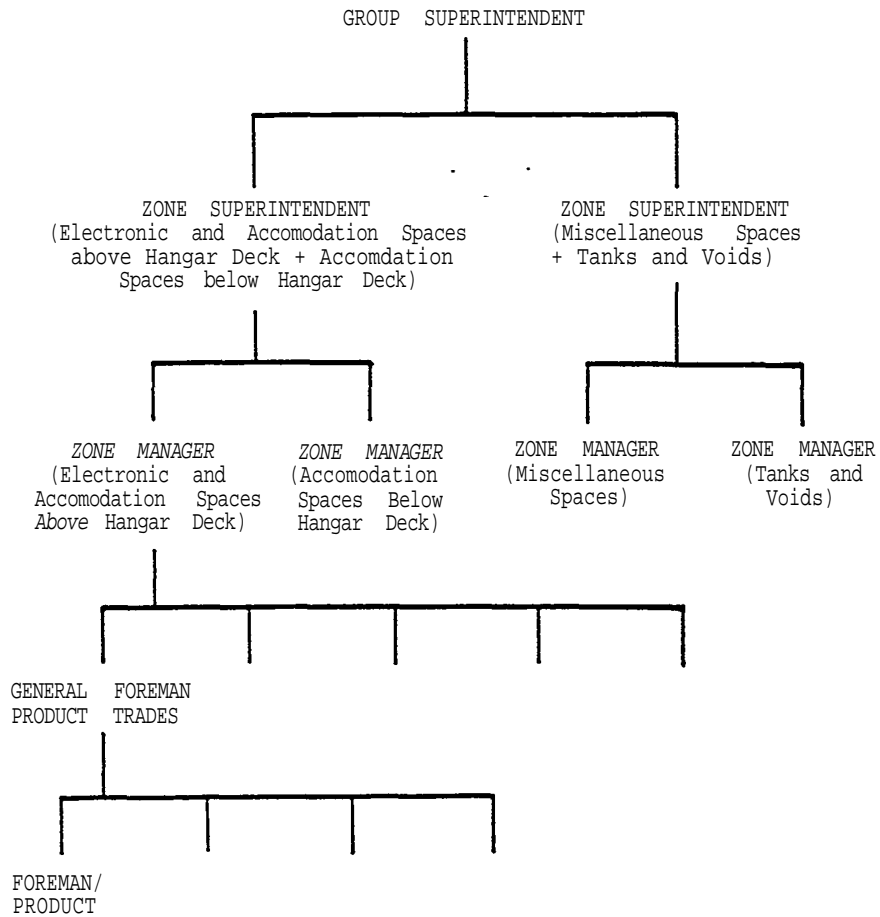 GROUP SUPERINTENDENT
ZONE SUPERINTENDENT
(Electronic and Accomodation Spaces
above Hangar Deck + Accomdation
Spaces below Hangar Deck)
ZONE SUPERINTENDENT
(Miscellaneous Spaces
+ Tanks and Voids)
ZONE MANAGER
(Electronic and
Accomodation Spaces
Above Hangar Deck)
ZONE MANAGER
(Accomodation
Spaces Below
Hangar Deck)
ZONE MANAGER
(Miscellaneous
Spaces)
ZONE MANAGER
(Tanks and
Voids)
GENERAL FOREMAN
PRODUCT TRADES
FOREMAN/
PRODUCT